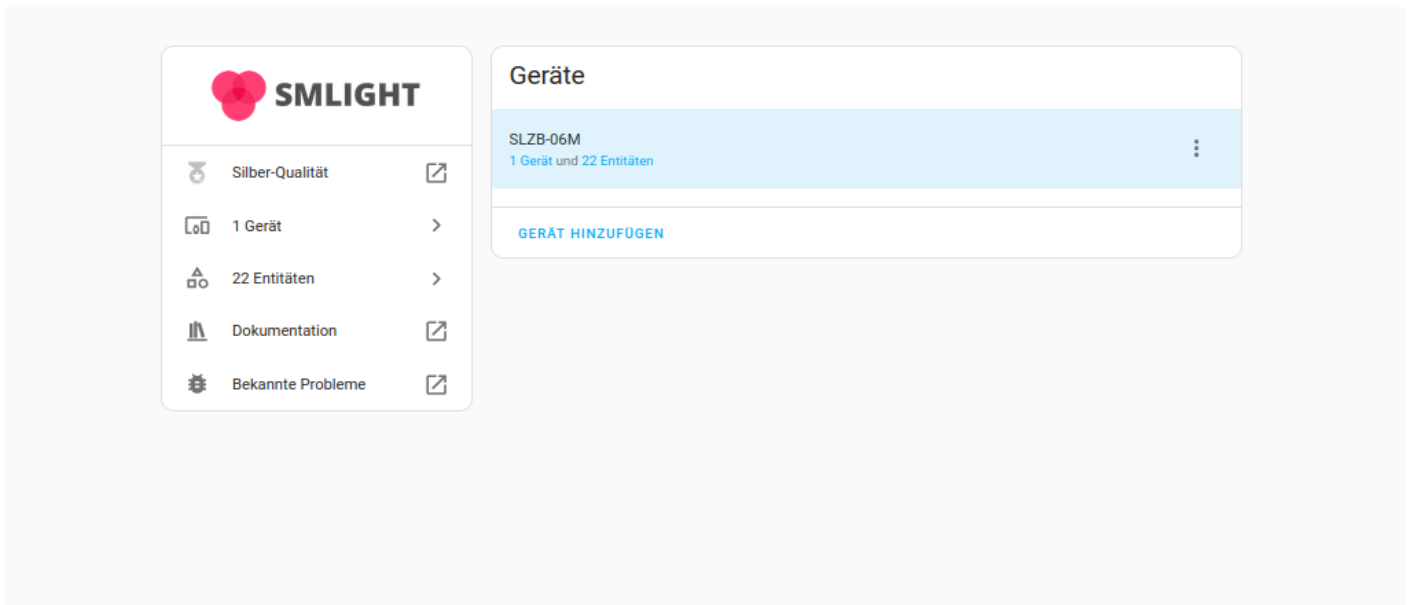 SMLIGHT
Silber-Qualität
1 Gerät
22 Entitäten
Dokumentation
Bekannte Probleme
Geräte
SLZB-06M
1 Gerät und 22 Entitäten
GERÄT HINZUFÜGEN